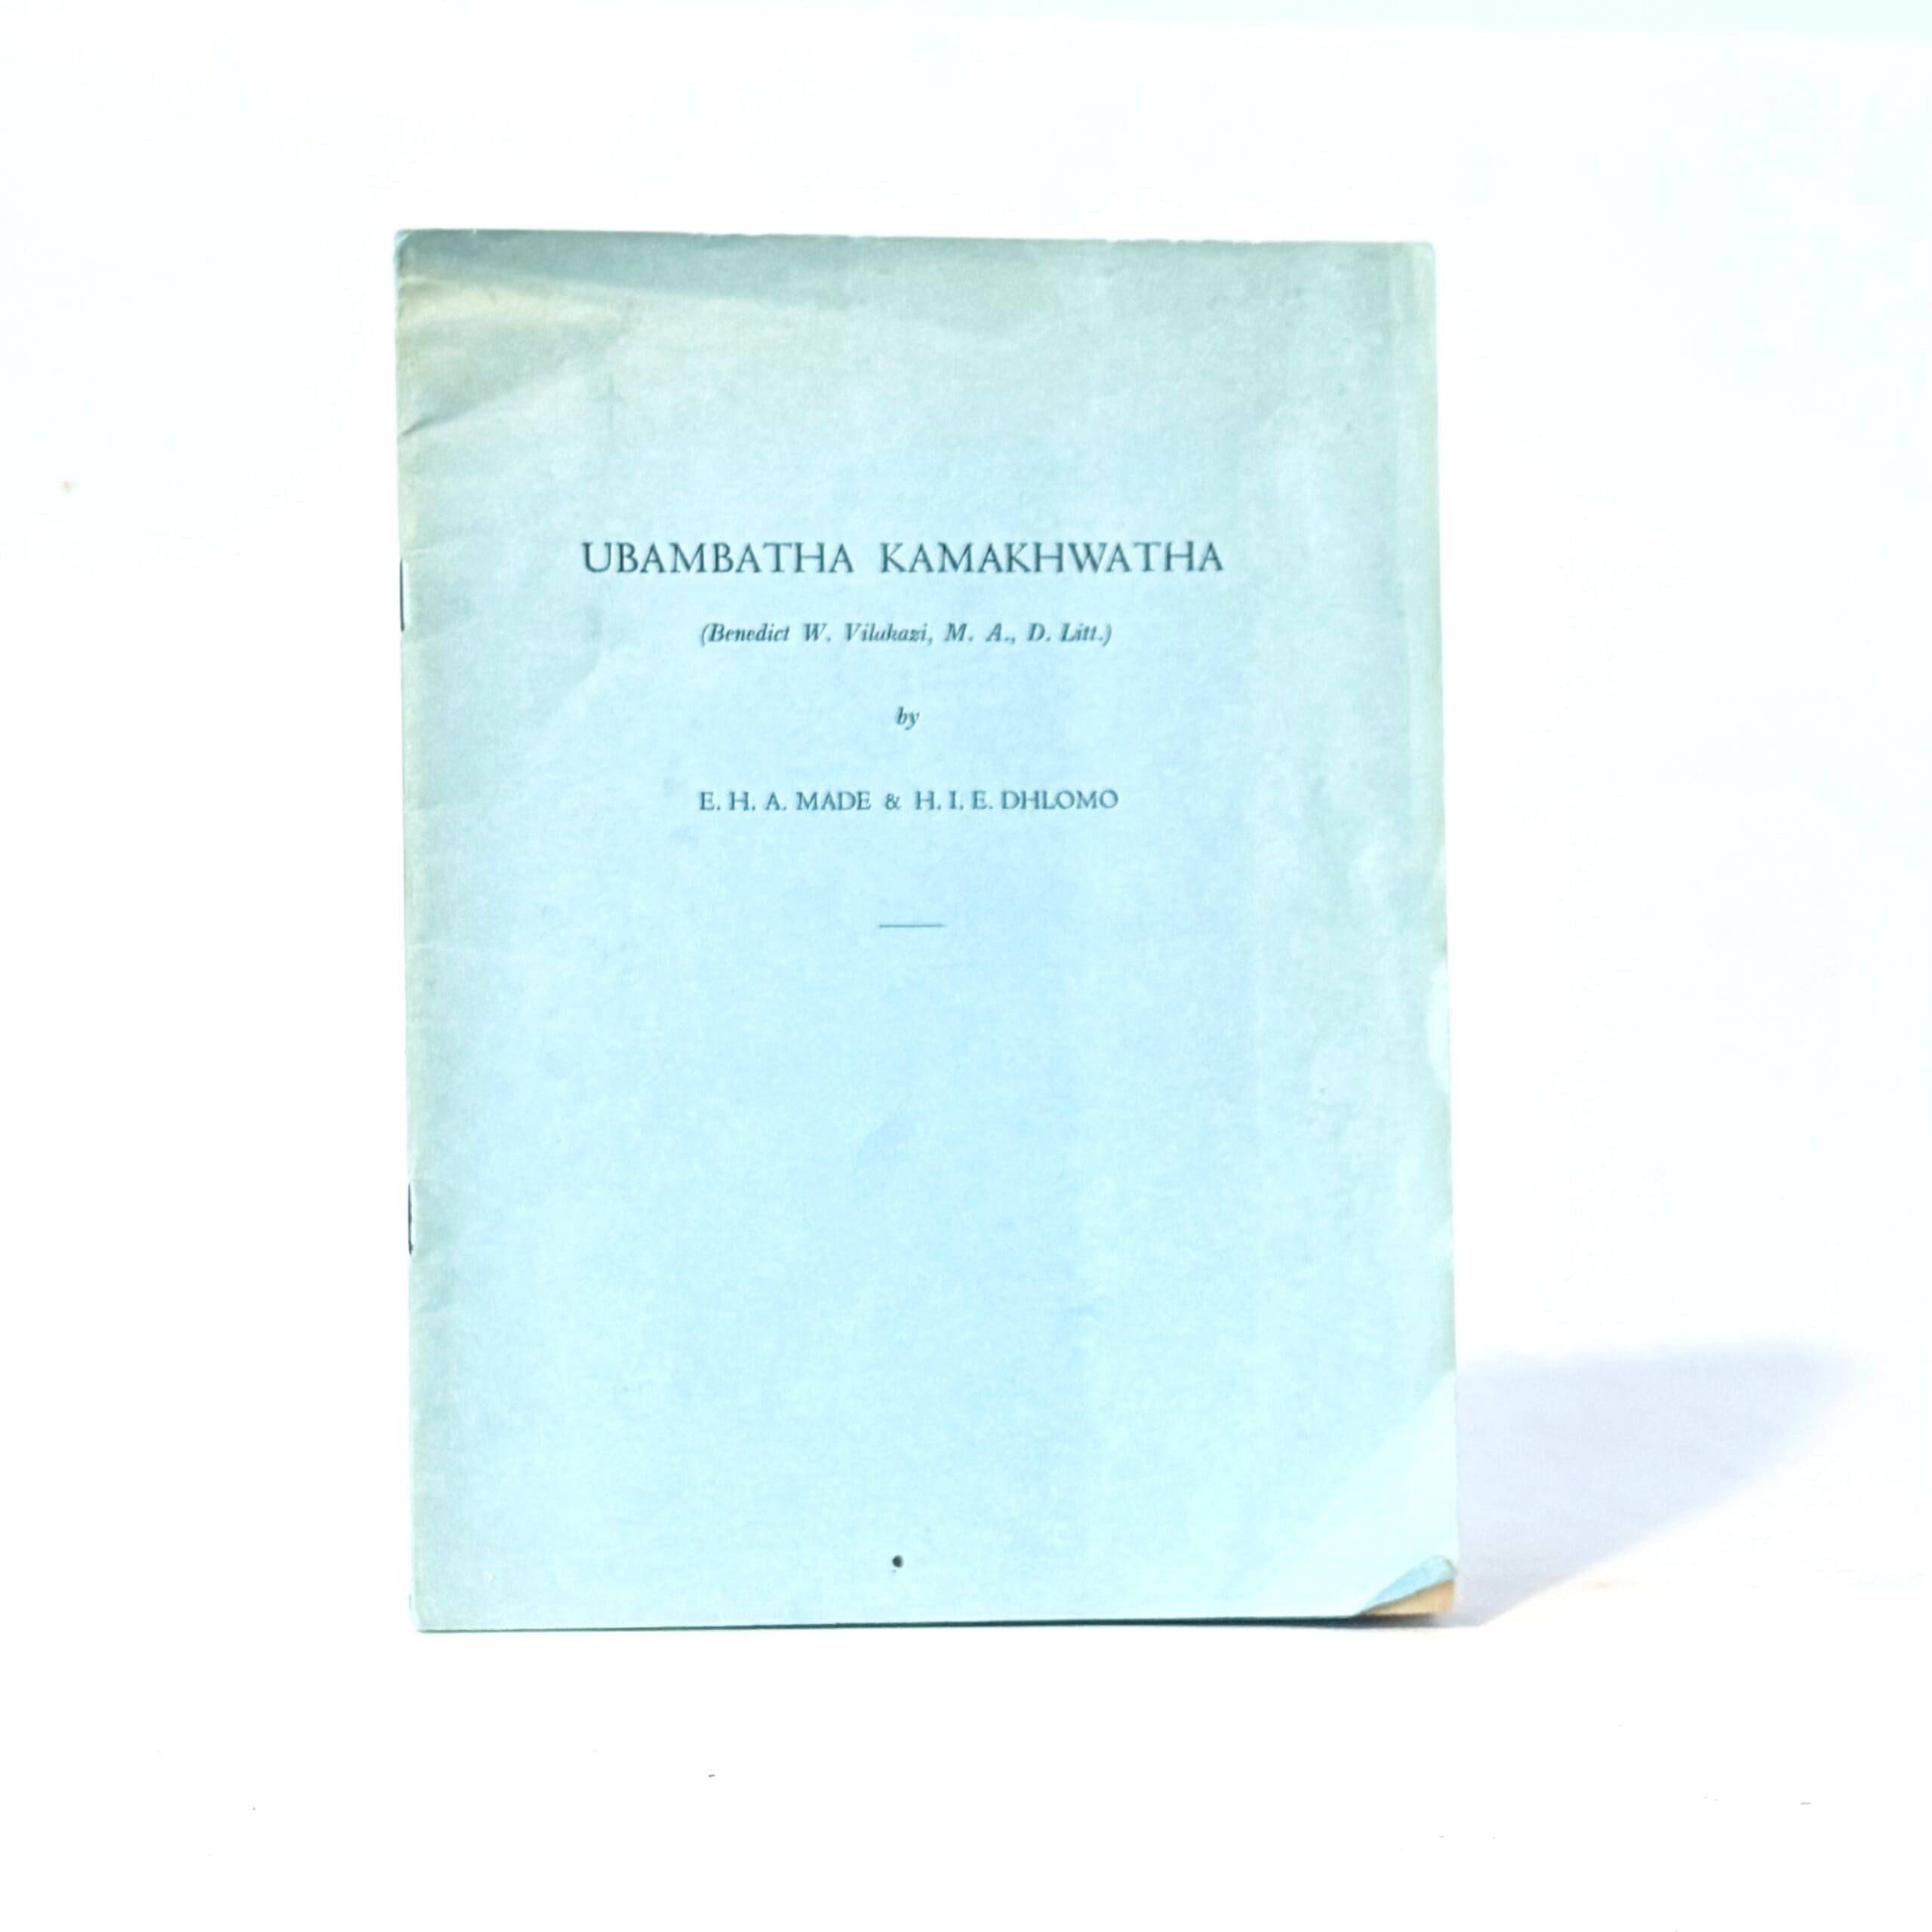 UBAMBATHA KAMAKHWATHA
(Benedict W. Vilakazi, M. A., D. Litt.)
by
E. H. A. MADE & H. I. E. DHLOMO